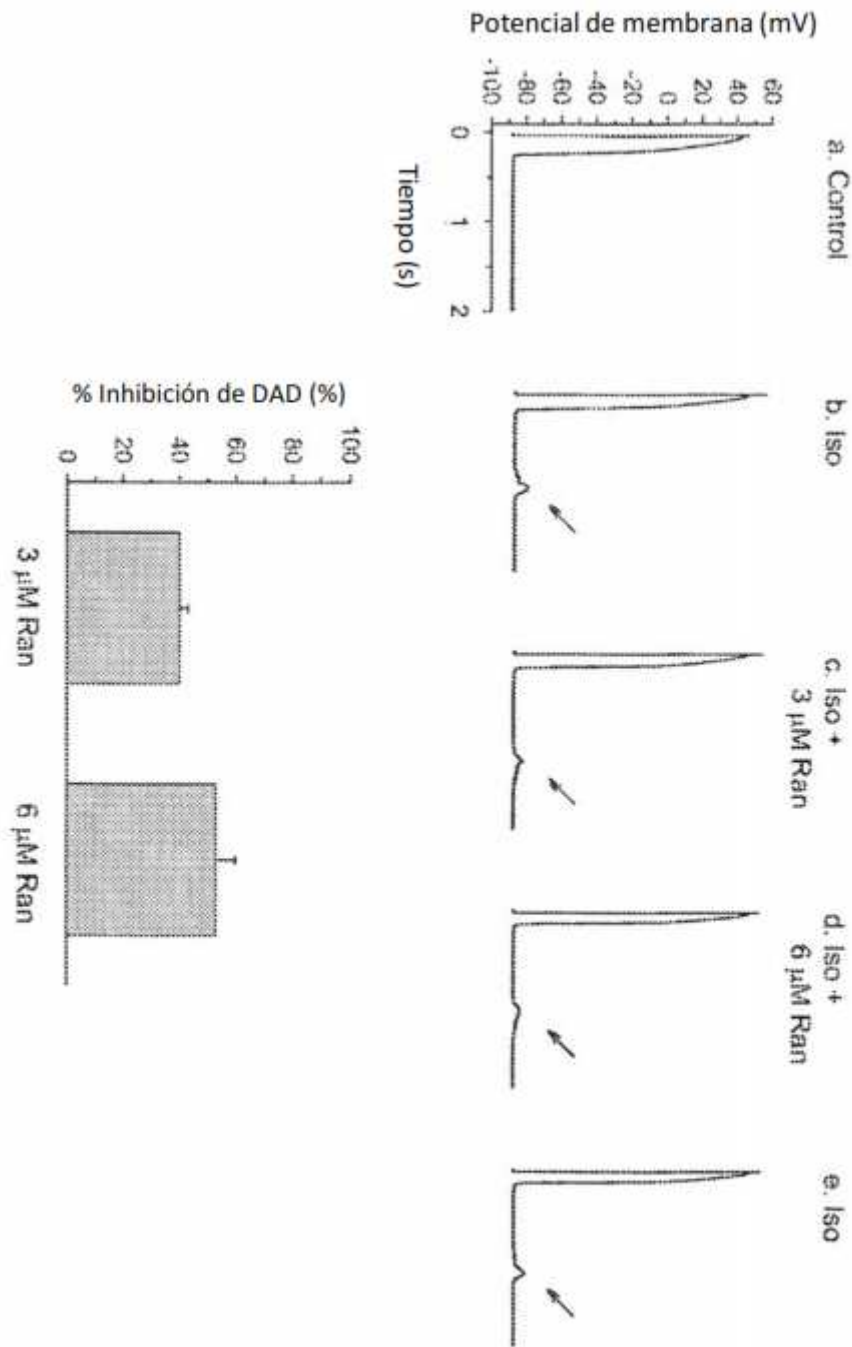 a. Control
b. Iso
c. Iso +
3 µM Ran
d. Iso +
6 µM Ran
e. Iso
Potencial de membrana (mV)
60
40
20
0
-20
-40
-60
-80
-100
0
1
2
Tiempo (s)
% Inhibición de DAD (%)
100
80
60
40
20
0
3 µM Ran
6 µM Ran